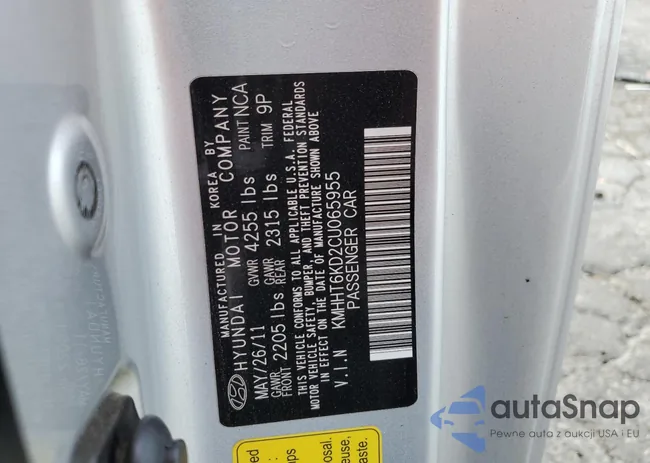 MANUFACTURED IN KOREA BY
HYUNDAI MOTOR COMPANY
MAY/26/11 GVWR 4255 lbs PAINT NCA
GAWR FRONT 2205 lbs GAWR REAR 2315 lbs TRIM 9P
THIS VEHICLE CONFORMS TO ALL APPLICABLE U.S.A. FEDERAL
MOTOR VEHICLE SAFETY, BUMPER, AND THEFT PREVENTION STANDARDS
IN EFFECT ON THE DATE OF MANUFACTURE SHOWN ABOVE
V.I.N KMHHT6KD2CU065955
PASSENGER CAR
autaSnap
Pewne auta z aukcji USA i EU